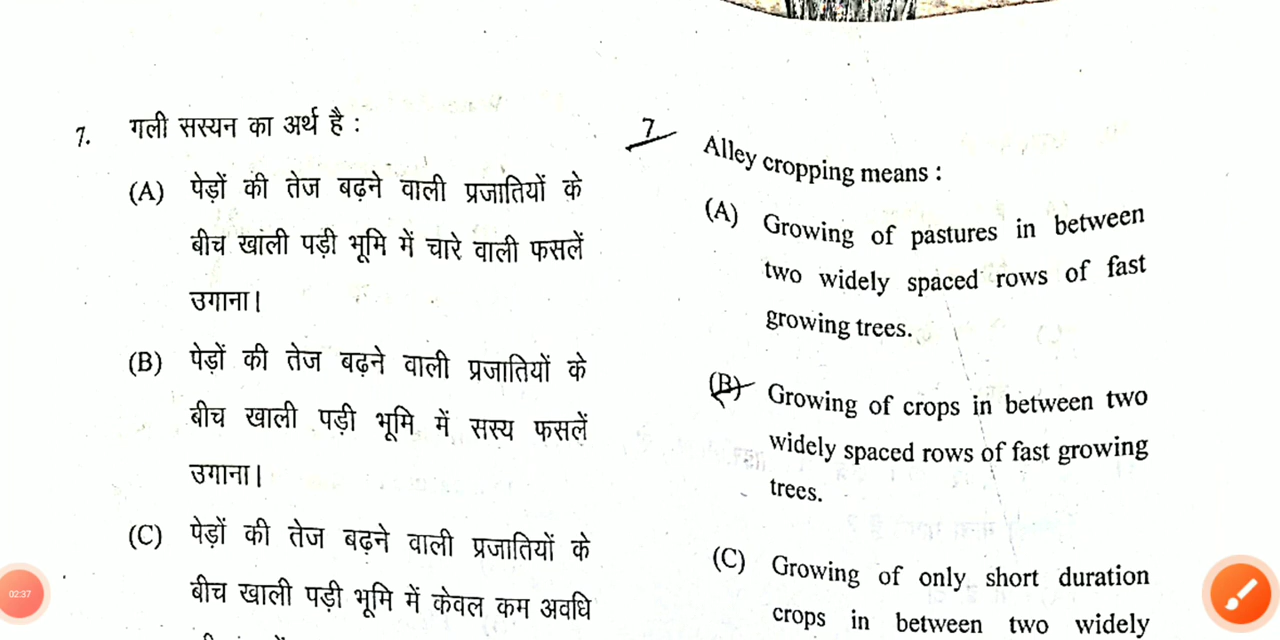 7. गली सस्यन का अर्थ है :
(A) पेड़ों की तेज बढ़ने वाली प्रजातियों के
बीच खाली पड़ी भूमि में चारे वाली फसलें
उगाना।
(B) पेड़ों की तेज बढ़ने वाली प्रजातियों के
बीच खाली पड़ी भूमि में सस्य फसलें
उगाना।
(C) पेड़ों की तेज बढ़ने वाली प्रजातियों के
बीच खाली पड़ी भूमि में केवल कम अवधि
7
Alley cropping means :
(A) Growing of pastures in between
two widely spaced rows of fast
growing trees.
(B) Growing of crops in between two
widely spaced rows of fast growing
trees.
(C) Growing of only short duration
crops in between two widely
02:37